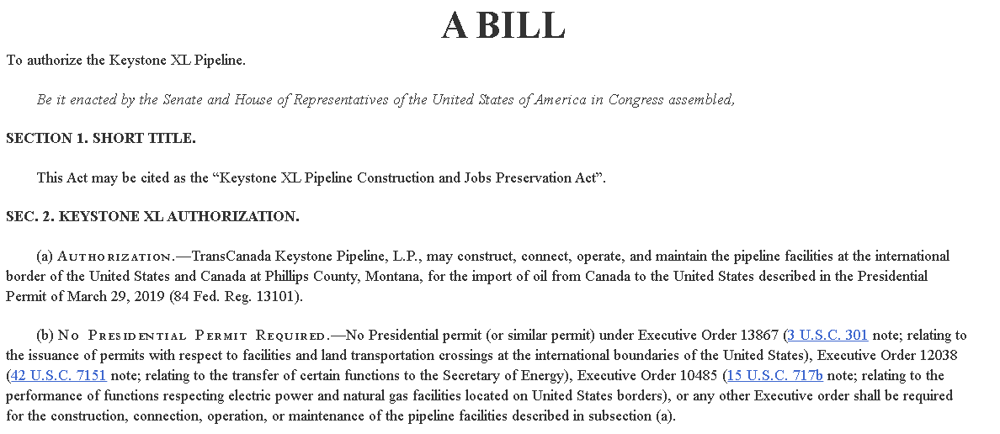 A BILL
To authorize the Keystone XL Pipeline.
Be it enacted by the Senate and House of Representatives of the United States of America in Congress assembled,
SECTION 1. SHORT TITLE.
This Act may be cited as the “Keystone XL Pipeline Construction and Jobs Preservation Act”.
SEC. 2. KEYSTONE XL AUTHORIZATION.
(a) AUTHORIZATION.—TransCanada Keystone Pipeline, L.P., may construct, connect, operate, and maintain the pipeline facilities at the international
border of the United States and Canada at Phillips County, Montana, for the import of oil from Canada to the United States described in the Presidential
Permit of March 29, 2019 (84 Fed. Reg. 13101).
(b) NO PRESIDENTIAL PERMIT REQUIRED.—No Presidential permit (or similar permit) under Executive Order 13867 (3 U.S.C. 301 note; relating to
the issuance of permits with respect to facilities and land transportation crossings at the international boundaries of the United States), Executive Order 12038
(42 U.S.C. 7151 note; relating to the transfer of certain functions to the Secretary of Energy), Executive Order 10485 (15 U.S.C. 717b note; relating to the
performance of functions respecting electric power and natural gas facilities located on United States borders), or any other Executive order shall be required
for the construction, connection, operation, or maintenance of the pipeline facilities described in subsection (a).